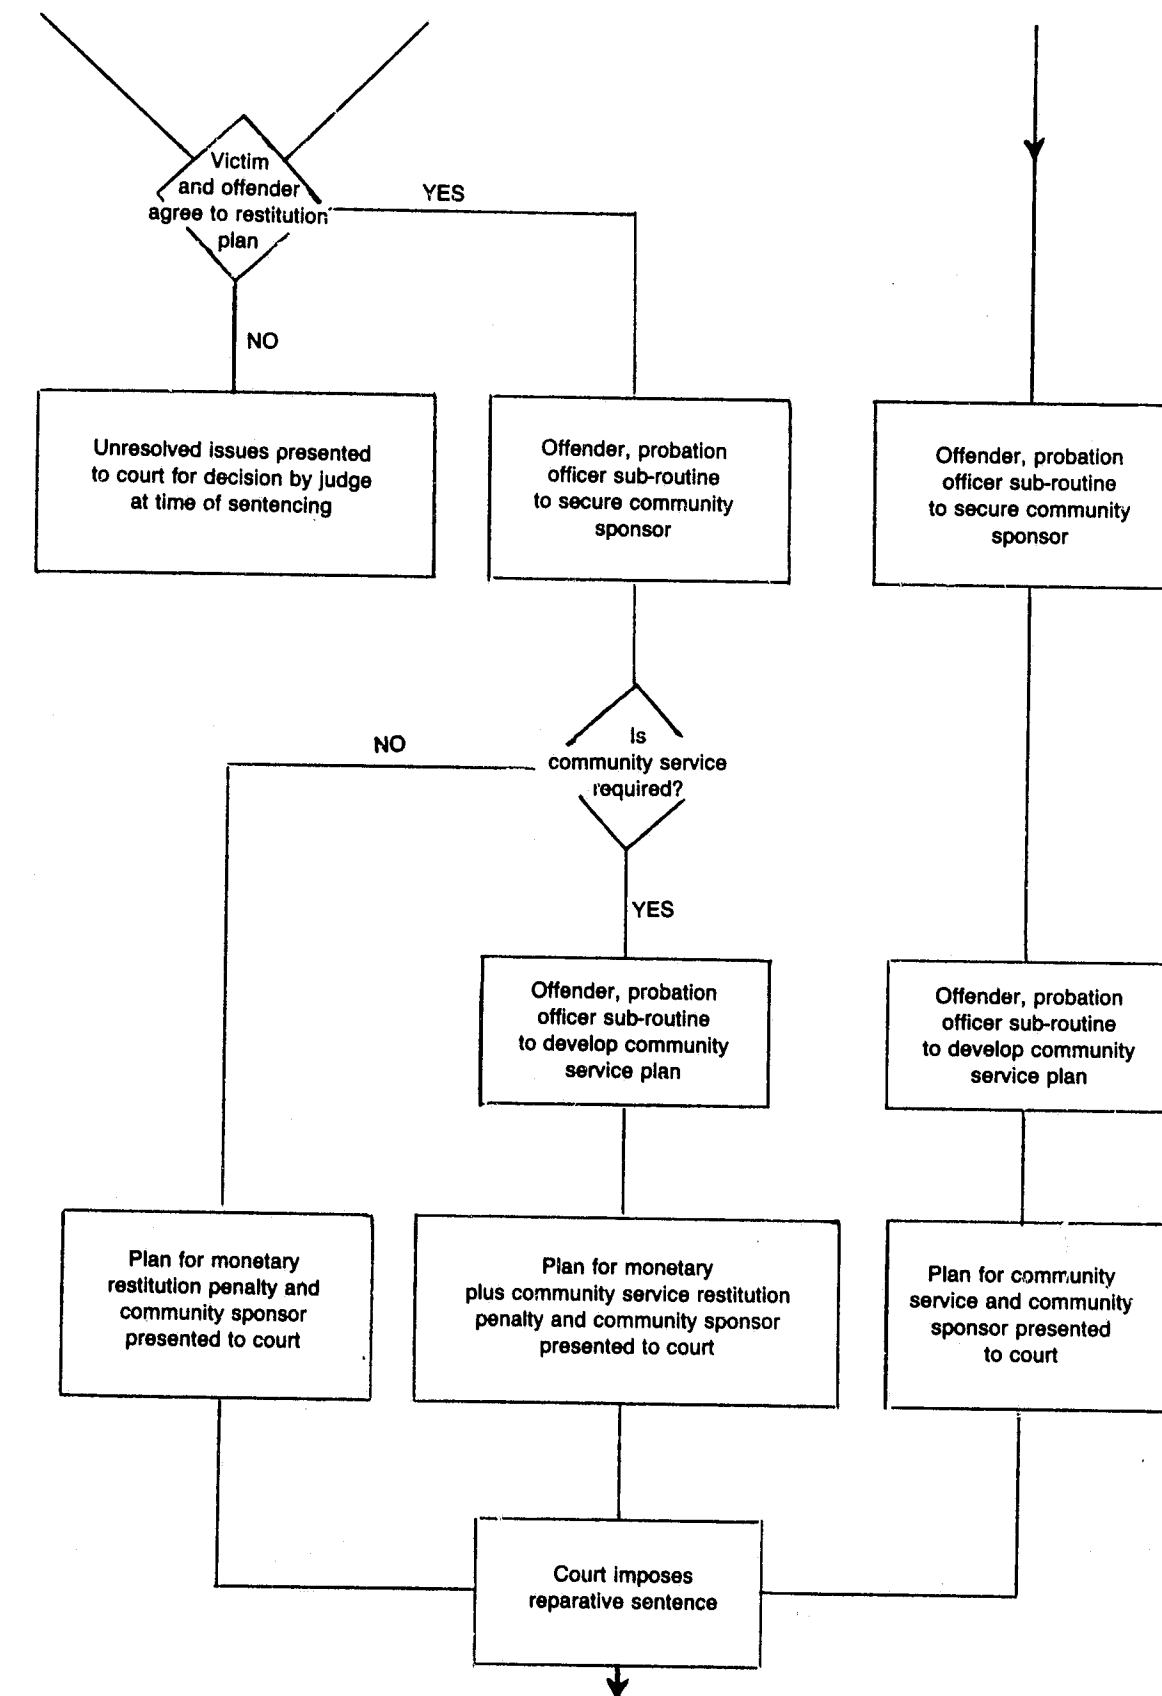 Victim
and offender
agree to restitution
plan
YES
NO
Unresolved issues presented
to court for decision by judge
at time of sentencing
Offender, probation
officer sub-routine
to secure community
sponsor
Offender, probation
officer sub-routine
to secure community
sponsor
Is
community service
required?
NO
YES
Offender, probation
officer sub-routine
to develop community
service plan
Offender, probation
officer sub-routine
to develop community
service plan
Plan for monetary
restitution penalty and
community sponsor
presented to court
Plan for monetary
plus community service restitution
penalty and community sponsor
presented to court
Plan for community
service and community
sponsor presented
to court
Court imposes
reparative sentence